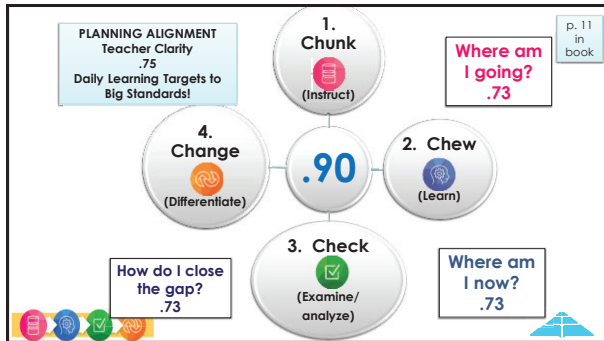 PLANNING ALIGNMENT
Teacher Clarity
.75
Daily Learning Targets to
Big Standards!
1.
Chunk
(Instruct)
p. 11
in
book
Where am
I going?
.73
4.
Change
(Differentiate)
.90
2. Chew
(Learn)
3. Check
(Examine/
analyze)
How do I close
the gap?
.73
Where am
I now?
.73